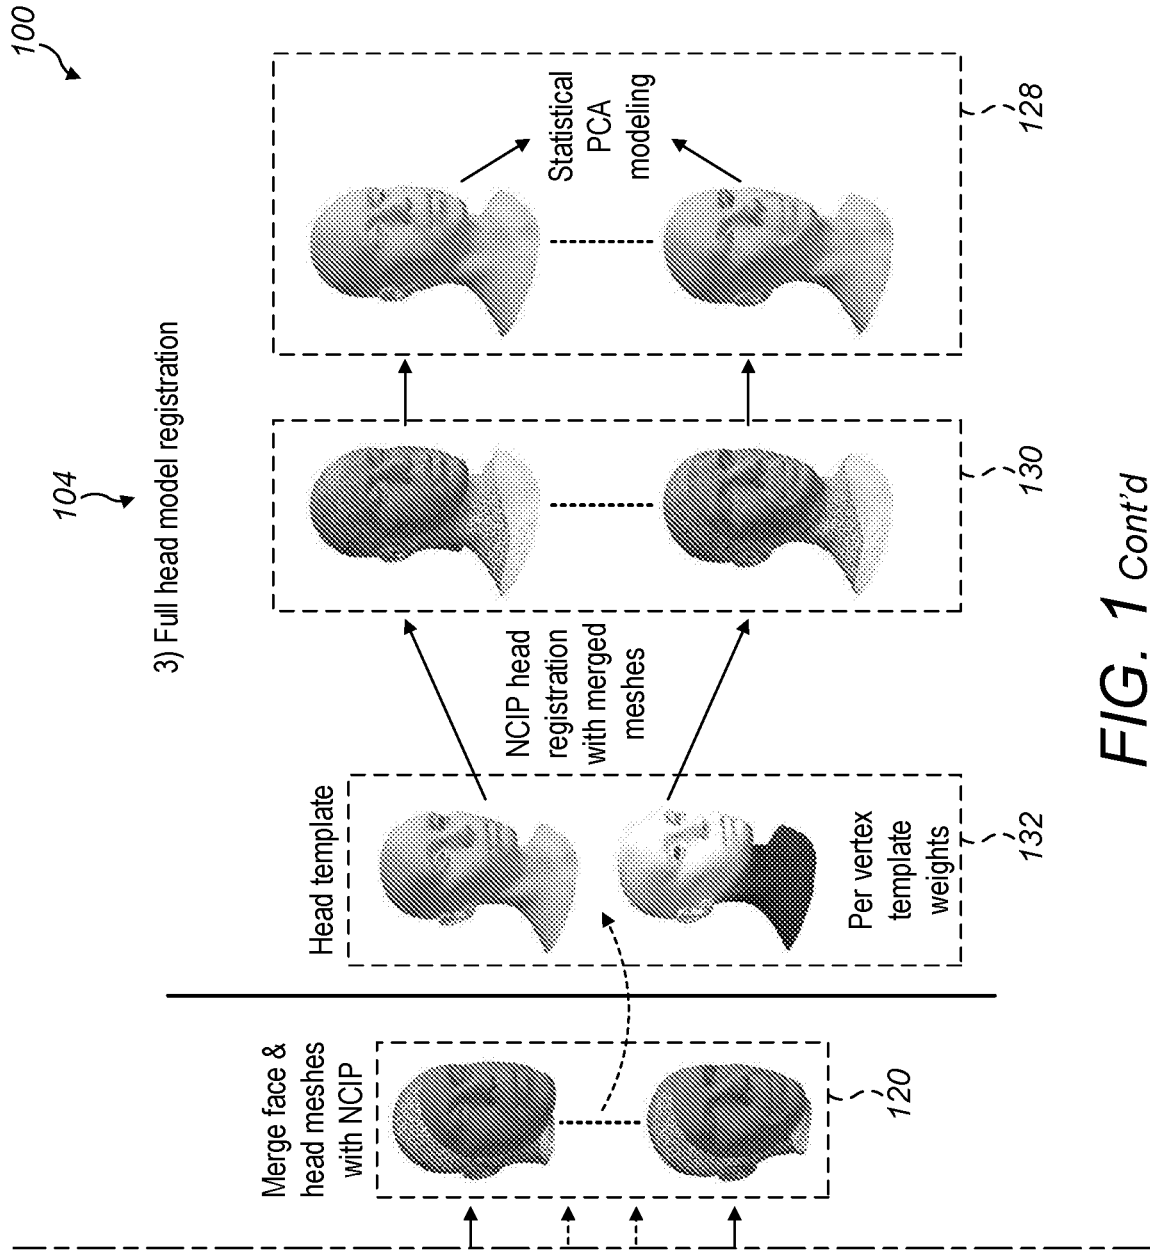 100
104
3) Full head model registration
Merge face &
head meshes
with NCIP
120
Head template
Per vertex
template
weights
132
NCIP head
registration
with merged
meshes
130
Statistical
PCA
modeling
128
FIG. 1 Cont'd